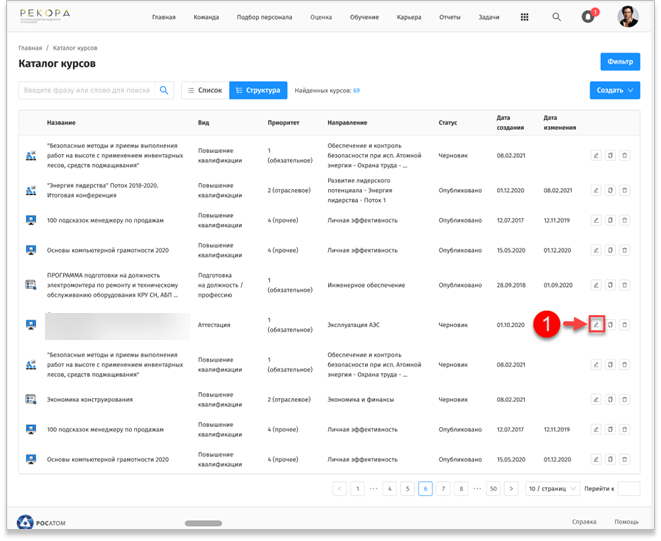 РЕКОРД
Главная Команда Подбор персонала Оценка Обучение Карьера Отчеты Задачи 1
Главная / Каталог курсов
Каталог курсов Фильтр
Введите фразу или слово для поиска Список Структура Найденных курсов: 69 Создать
Название Вид Приоритет Направление Статус Дата создания Дата изменения
"Безопасные методы и приемы выполнения
работ на высоте с применением инвентарных
лесов, средств подмащивания"
Повышение
квалификации
1
(обязательное)
Обеспечение и контроль
безопасности при исп. Атомной
энергии - Охрана труда - ...
Черновик 08.02.2021
"Энергия лидерства" Поток 2018-2020.
Итоговая конференция
Повышение
квалификации
2 (отраслевое)
Развитие лидерского
потенциала - Энергия
лидерства - Поток 1
Опубликовано 01.12.2020 08.02.2021
100 подсказок менеджеру по продажам
Повышение
квалификации
4 (прочее) Личная эффективность Опубликовано 12.07.2017 12.11.2019
Основы компьютерной грамотности 2020
Повышение
квалификации
4 (прочее) Личная эффективность Опубликовано 15.05.2020 01.12.2020
ПРОГРАММА подготовки на должность
электромонтера по ремонту и техническому
обслуживанию оборудования КРУ СН, АБП ...
Подготовка
на должность /
профессию
1
(обязательное)
Инженерное обеспечение Опубликовано 28.09.2018 01.09.2020
Аттестация
1
(обязательное)
Эксплуатация АЭС Черновик 01.10.2020 1
"Безопасные методы и приемы выполнения
работ на высоте с применением инвентарных
лесов, средств подмащивания"
Повышение
квалификации
1
(обязательное)
Обеспечение и контроль
безопасности при исп. Атомной
энергии - Охрана труда - ...
Черновик 08.02.2021
Экономика конструирования
Повышение
квалификации
2 (отраслевое) Экономика и финансы Черновик 08.02.2021
100 подсказок менеджеру по продажам
Повышение
квалификации
4 (прочее) Личная эффективность Опубликовано 12.07.2017 12.11.2019
Основы компьютерной грамотности 2020
Повышение
квалификации
4 (прочее) Личная эффективность Опубликовано 15.05.2020 01.12.2020
< 1 ••• 4 5 6 7 8 ••• 50 > 10 / страниц Перейти к
РОСАТОМ Справка Помощь